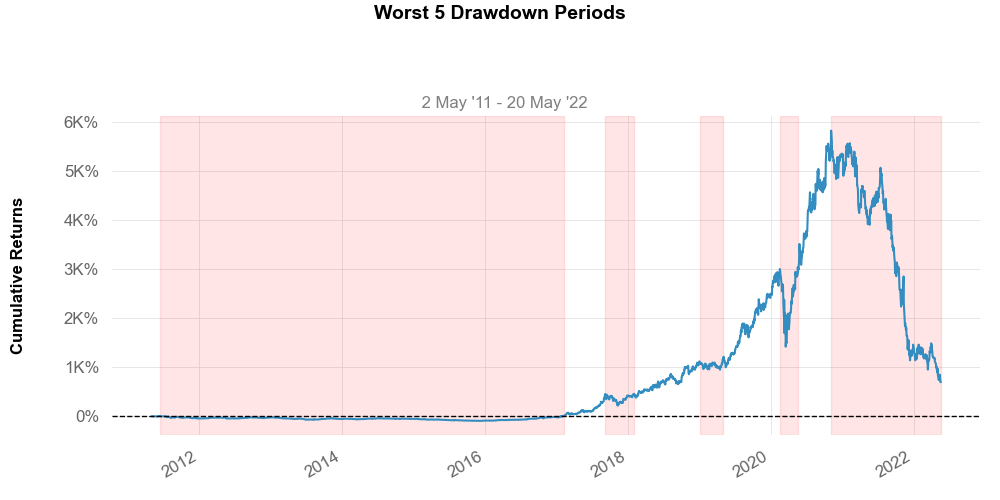 Worst 5 Drawdown Periods
2 May '11 - 20 May '22
Cumulative Returns
6K%
5K%
4K%
3K%
2K%
1K%
0%
2012
2014
2016
2018
2020
2022